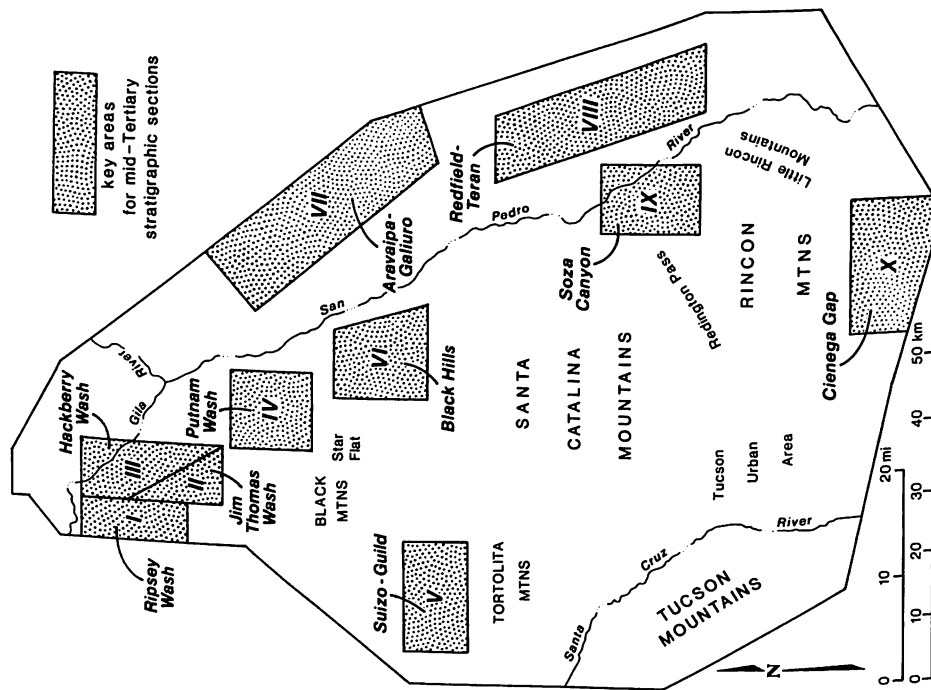 key areas
for mid-Tertiary
stratigraphic sections
Hackberry
Wash
Ripsey
Wash
I
III
II
Jim
Thomas
Wash
Gila
River
Putnam
Wash
IV
BLACK
MTNS
Star
Flat
VI
Black Hills
San
Pedro
River
VII
Aravaipa-
Galiuro
Redfield-
Teran
VIII
Suizo-Guild
V
TORTOLITA
MTNS
SANTA
CATALINA
MOUNTAINS
Soza
Canyon
IX
Redington Pass
Little Rincon
Mountains
RINCON
MTNS
Tucson
Urban
Area
Santa
Cruz
River
TUCSON
MOUNTAINS
Cienega Gap
X
N
0 10 20 mi
0 10 20 30 40 50 km